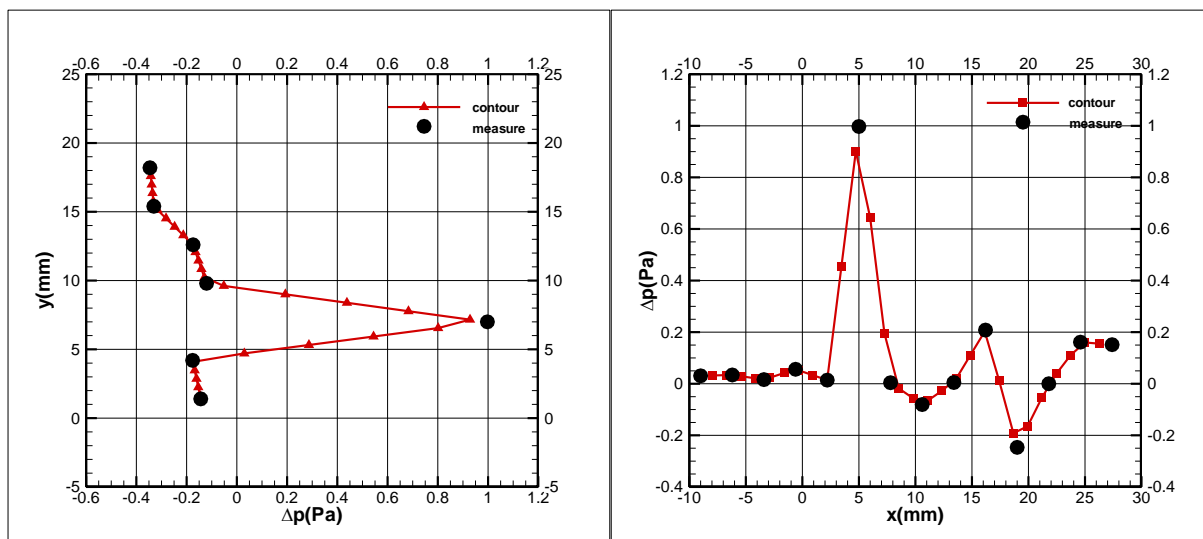 -0.6 -0.4 -0.2 0 0.2 0.4 0.6 0.8 1 1.2
25 25
20 20
15 15
10 10
5 5
0 0
-5 -5
-0.6 -0.4 -0.2 0 0.2 0.4 0.6 0.8 1 1.2
y(mm)
Δp(Pa)
contour
measure
-10 -5 0 5 10 15 20 25 30
1.2 1.2
1 1
0.8 0.8
0.6 0.6
0.4 0.4
0.2 0.2
0 0
-0.2 -0.2
-0.4 -0.4
-10 -5 0 5 10 15 20 25 30
Δp(Pa)
x(mm)
contour
measure